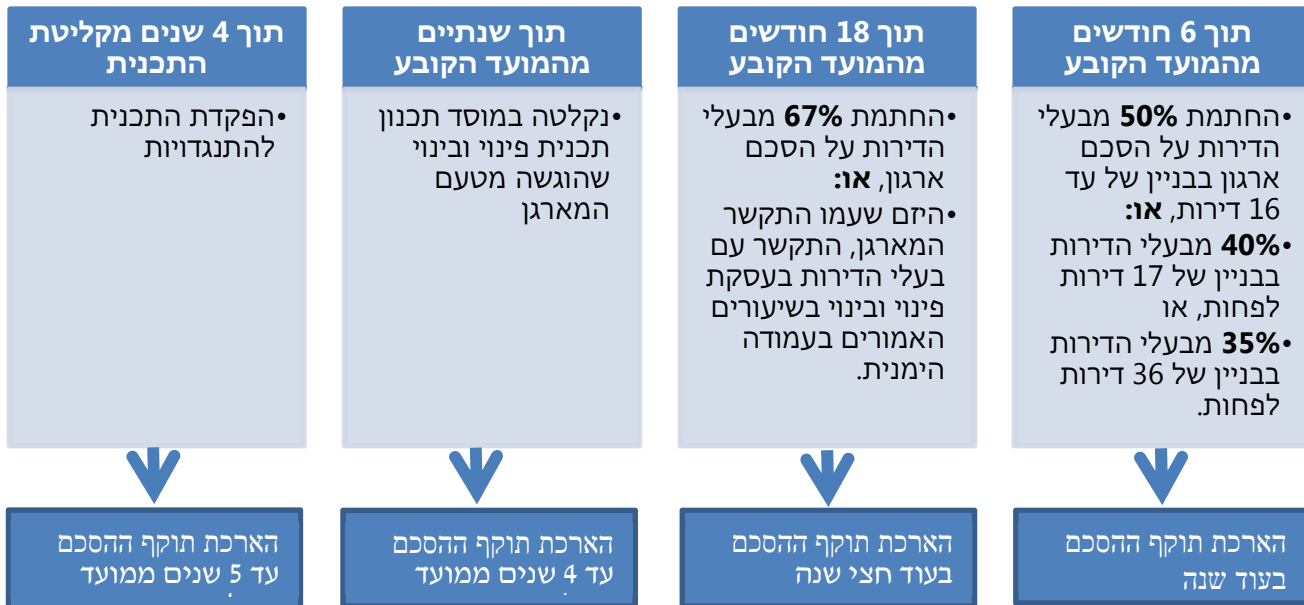 תוך 6 חודשים
מהמועד הקובע
•החתמת 50% מבעלי
הדירות על הסכם
ארגון בבניין של עד
16 דירות, או:
•40% מבעלי הדירות
בבניין של 17 דירות
לפחות, או
•35% מבעלי הדירות
בבניין של 36 דירות
לפחות.
הארכת תוקף ההסכם
בעוד שנה
תוך 18 חודשים
מהמועד הקובע
•החתמת 67% מבעלי
הדירות על הסכם
ארגון, או:
•היזם שעמו התקשר
המארגן, התקשר עם
בעלי הדירות בעסקת
פינוי ובינוי בשיעורים
האמורים בעמודה
הימנית.
הארכת תוקף ההסכם
בעוד חצי שנה
תוך שנתיים
מהמועד הקובע
•נקלטה במוסד תכנון
תכנית פינוי ובינוי
שהוגשה מטעם
המארגן
הארכת תוקף ההסכם
עד 4 שנים ממועד
תוך 4 שנים מקליטת
התכנית
•הפקדת התכנית
להתנגדויות
הארכת תוקף ההסכם
עד 5 שנים ממועד